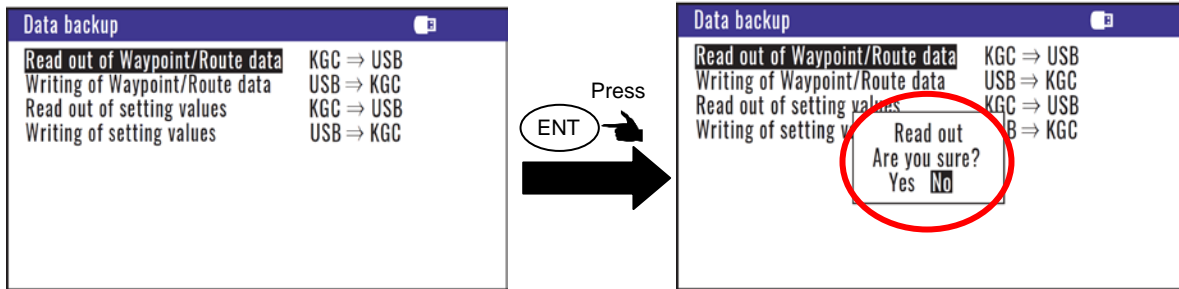 Data backup
Read out of Waypoint/Route data KGC ⇒ USB
Writing of Waypoint/Route data USB ⇒ KGC
Read out of setting values KGC ⇒ USB
Writing of setting values USB ⇒ KGC
Press
ENT
Data backup
Read out of Waypoint/Route data KGC ⇒ USB
Writing of Waypoint/Route data USB ⇒ KGC
Read out of setting values KGC ⇒ USB
Writing of setting v B ⇒ KGC
Read out
Are you sure?
Yes No